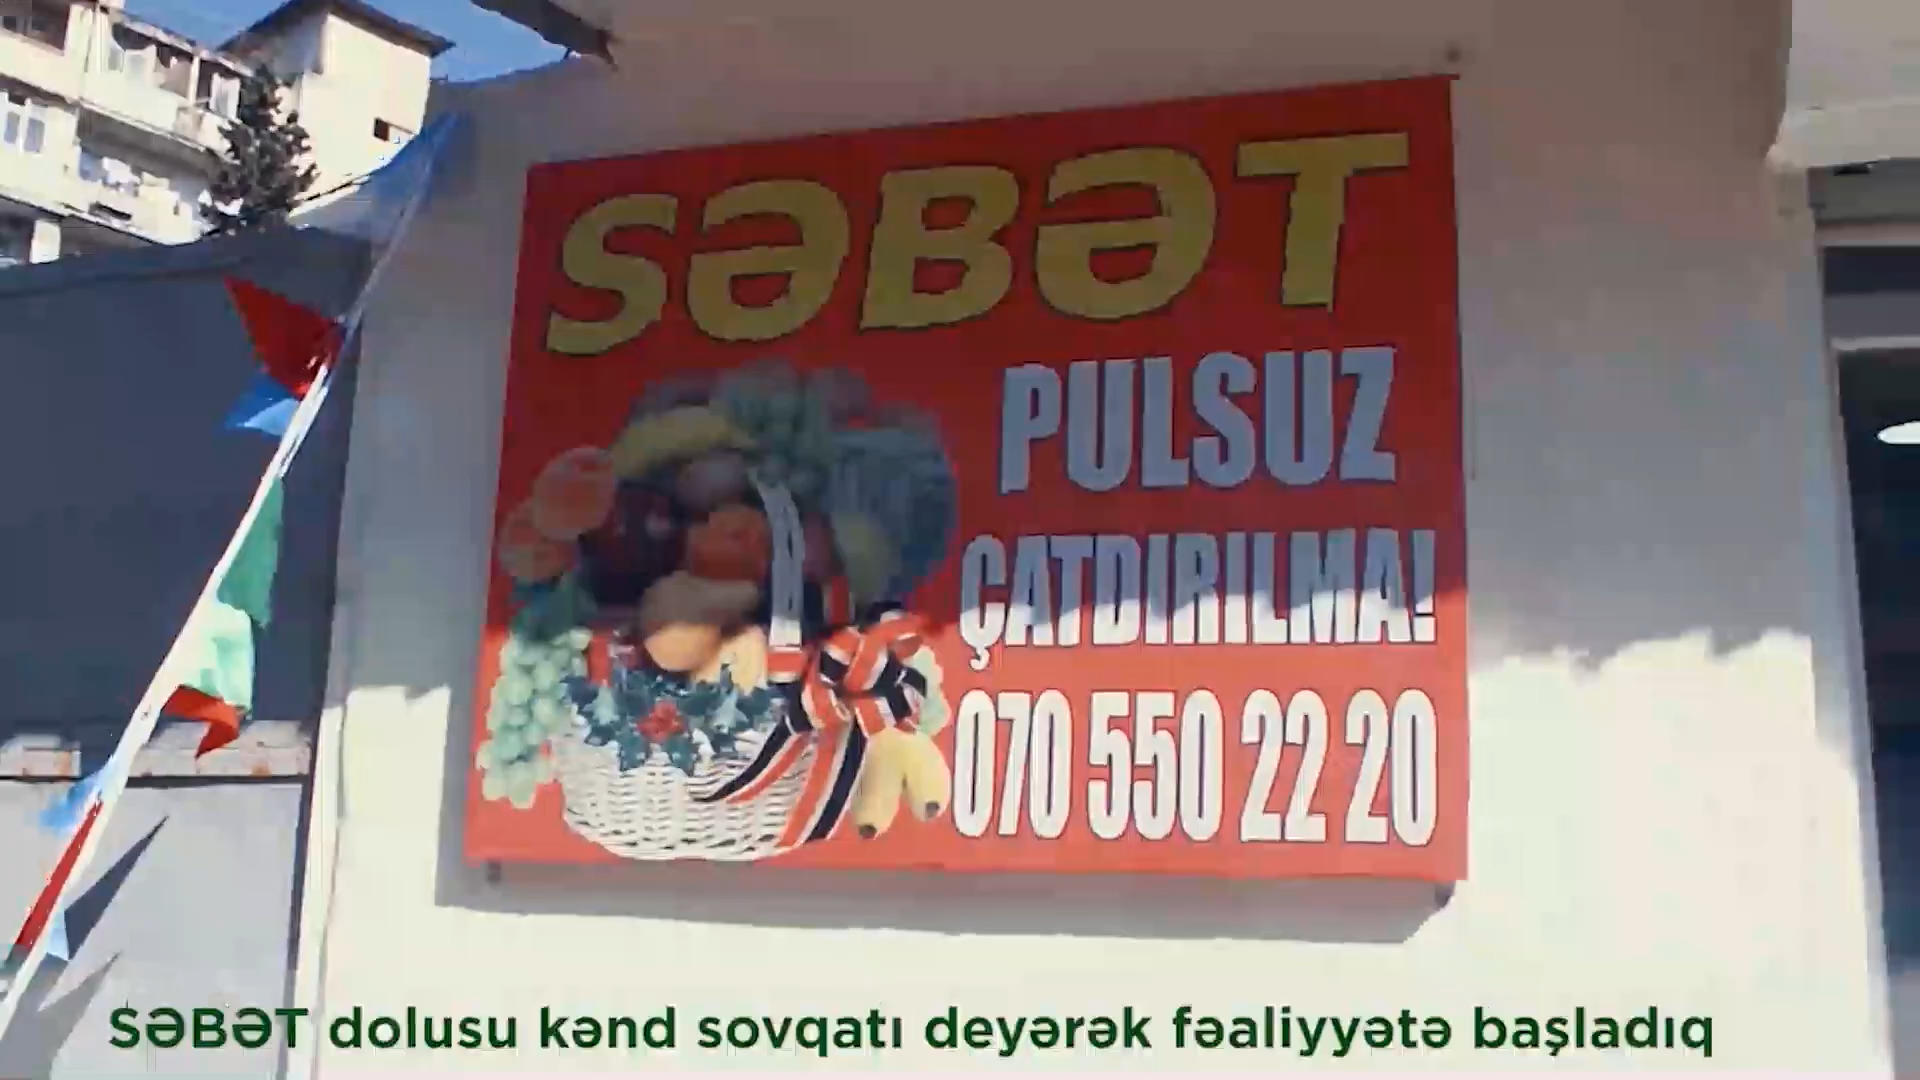 SƏBƏT
PULSUZ
ÇATDIRILMA!
070 550 22 20
SƏBƏT dolusu kənd sovqatı deyərək fəaliyyətə başladıq